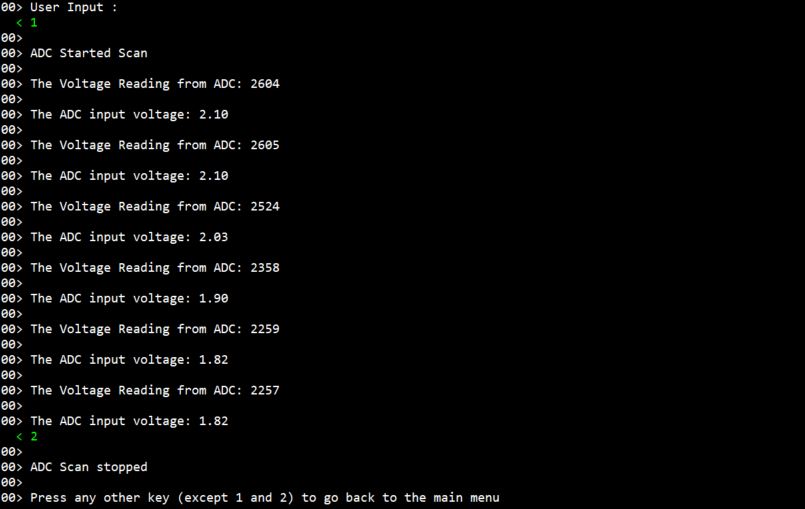 00> User Input :
< 1
00>
00> ADC Started Scan
00>
00> The Voltage Reading from ADC: 2604
00>
00> The ADC input voltage: 2.10
00>
00> The Voltage Reading from ADC: 2605
00>
00> The ADC input voltage: 2.10
00>
00> The Voltage Reading from ADC: 2524
00>
00> The ADC input voltage: 2.03
00>
00> The Voltage Reading from ADC: 2358
00>
00> The ADC input voltage: 1.90
00>
00> The Voltage Reading from ADC: 2259
00>
00> The ADC input voltage: 1.82
00>
00> The Voltage Reading from ADC: 2257
00>
00> The ADC input voltage: 1.82
< 2
00>
00> ADC Scan stopped
00>
00> Press any other key (except 1 and 2) to go back to the main menu